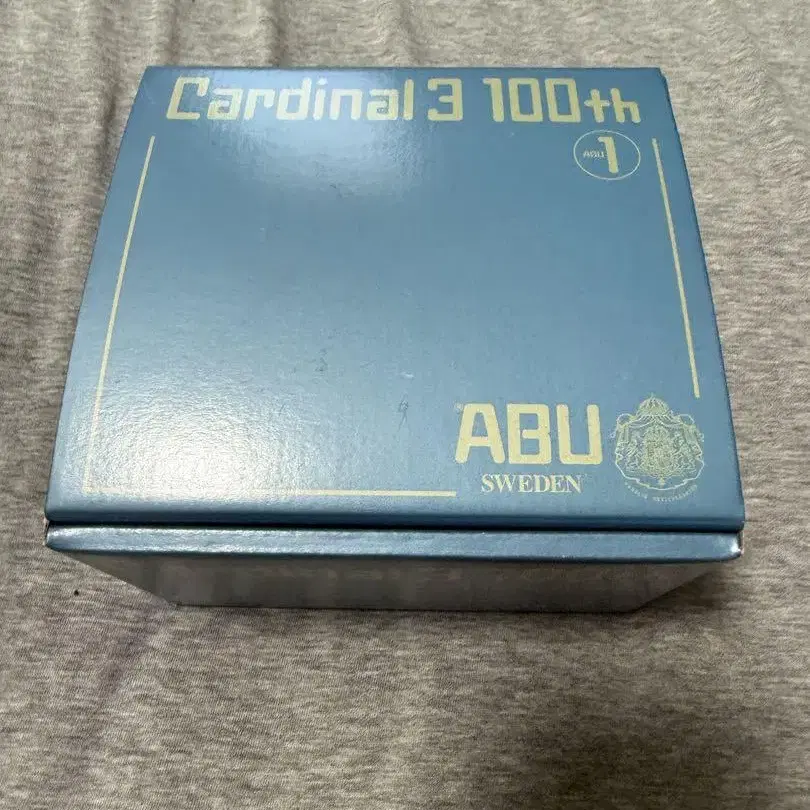 Cardinal 3 100th
ABU 1
ABU
SWEDEN